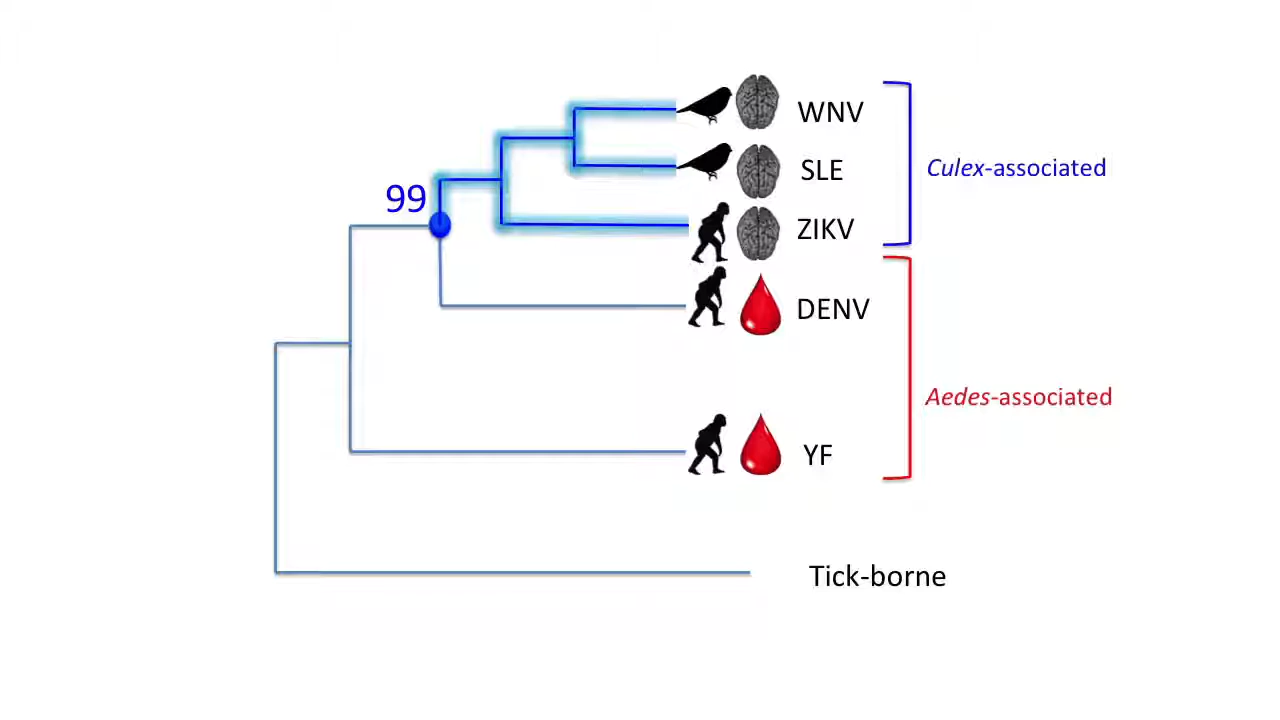 WNV
SLE
Culex-associated
99
ZIKV
DENV
Aedes-associated
YF
Tick-borne